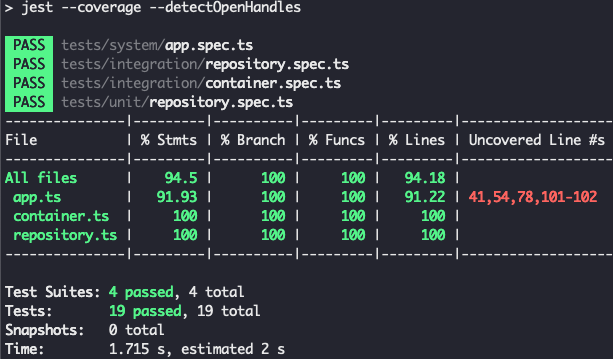 > jest --coverage --detectOpenHandles
PASS tests/system/app.spec.ts
PASS tests/integration/repository.spec.ts
PASS tests/integration/container.spec.ts
PASS tests/unit/repository.spec.ts
---------------|---------|----------|---------|---------|-------------------
File           | % Stmts | % Branch | % Funcs | % Lines | Uncovered Line #s
---------------|---------|----------|---------|---------|-------------------
All files      |    94.5 |      100 |     100 |   94.18 |
 app.ts        |   91.93 |      100 |     100 |   91.22 | 41,54,78,101-102
 container.ts  |     100 |      100 |     100 |     100 |
 repository.ts |     100 |      100 |     100 |     100 |
---------------|---------|----------|---------|---------|-------------------
Test Suites: 4 passed, 4 total
Tests:       19 passed, 19 total
Snapshots:   0 total
Time:        1.715 s, estimated 2 s